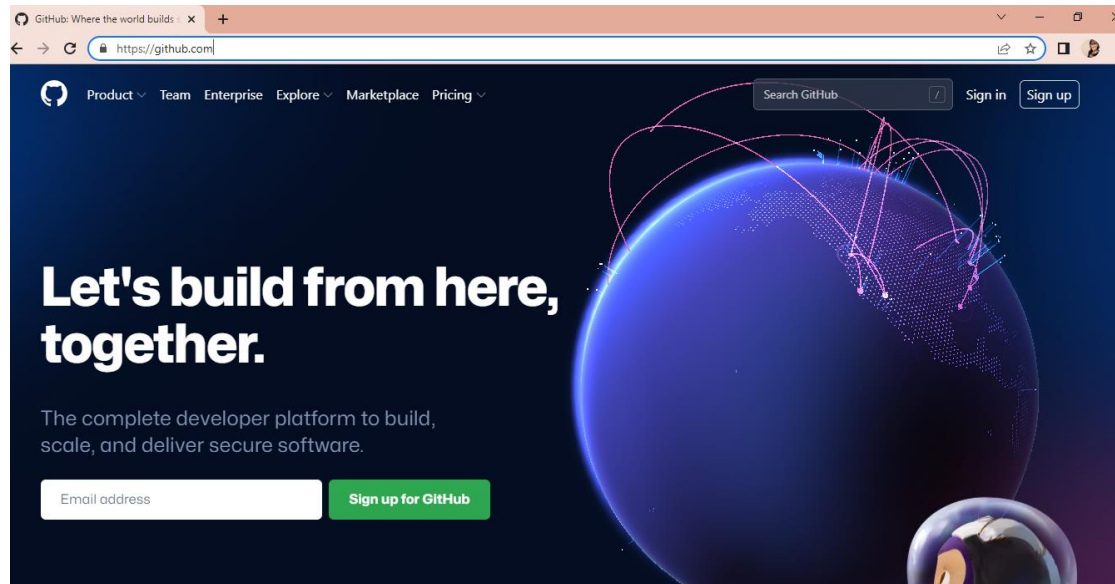 GitHub: Where the world builds s
https://github.com
Product Team Enterprise Explore Marketplace Pricing Search GitHub / Sign in Sign up
Let's build from here,
together.
The complete developer platform to build,
scale, and deliver secure software.
Email address Sign up for GitHub